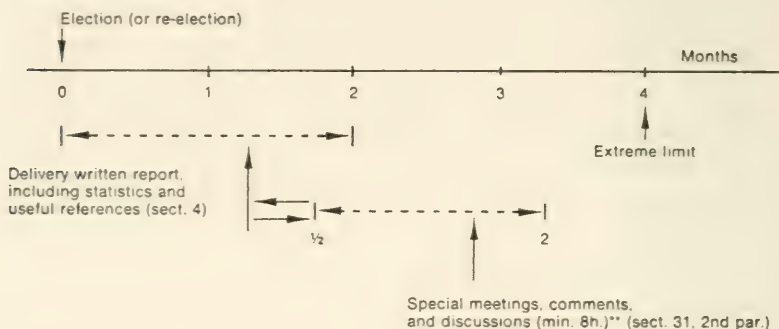 Election (or re-election)
Months
0 1 2 3 4
Extreme limit
Delivery written report,
including statistics and
useful references (sect. 4)
½ 2
Special meetings, comments,
and discussions (min. 8h.)** (sect. 31, 2nd par.)